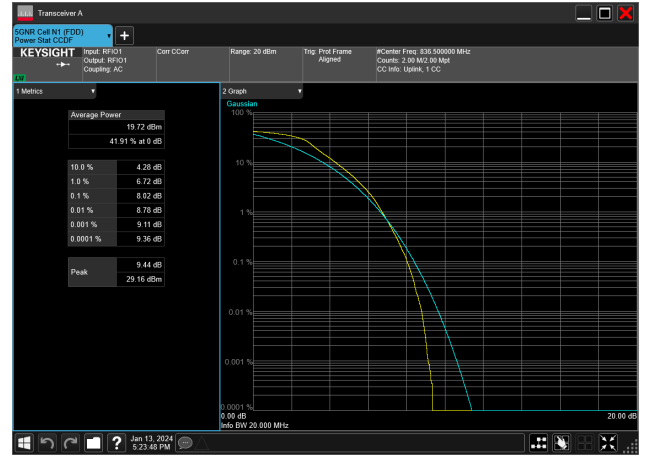 Transceiver A
5GNR Cell N1 (FDD)
Power Stat CCDF
KEYSIGHT
Input: RFIO1
Output: RFIO1
Coupling: AC
Corr CCorr
Range: 20 dBm
Trig: Prot Frame
Aligned
#Center Freq: 836.500000 MHz
Counts: 2.00 M/2.00 Mpt
CC Info: Uplink, 1 CC
1 Metrics
Average Power
19.72 dBm
41.91 % at 0 dB
10.0 % 4.28 dB
1.0 % 6.72 dB
0.1 % 8.02 dB
0.01 % 8.78 dB
0.001 % 9.11 dB
0.0001 % 9.36 dB
Peak
9.44 dB
29.16 dBm
2 Graph
Gaussian
100 %
10 %
1 %
0.1 %
0.01 %
0.001 %
0.0001 %
0.00 dB
20.00 dB
Info BW 20.000 MHz
Jan 13, 2024
5:23:48 PM